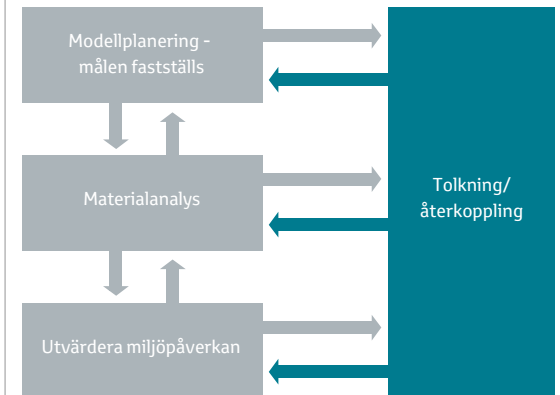 Modellplanering -
målen fastställs
Materialanalys
Tolkning/
återkoppling
Utvärdera miljöpåverkan